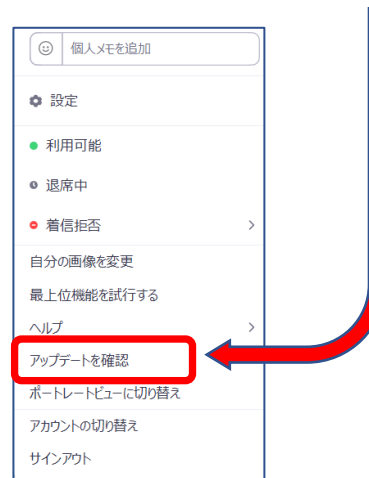 個人メモを追加
設定
利用可能
退席中
着信拒否
自分の画像を変更
最上位機能を試行する
ヘルプ
アップデートを確認
ポートレートビューに切り替え
アカウントの切り替え
サインアウト